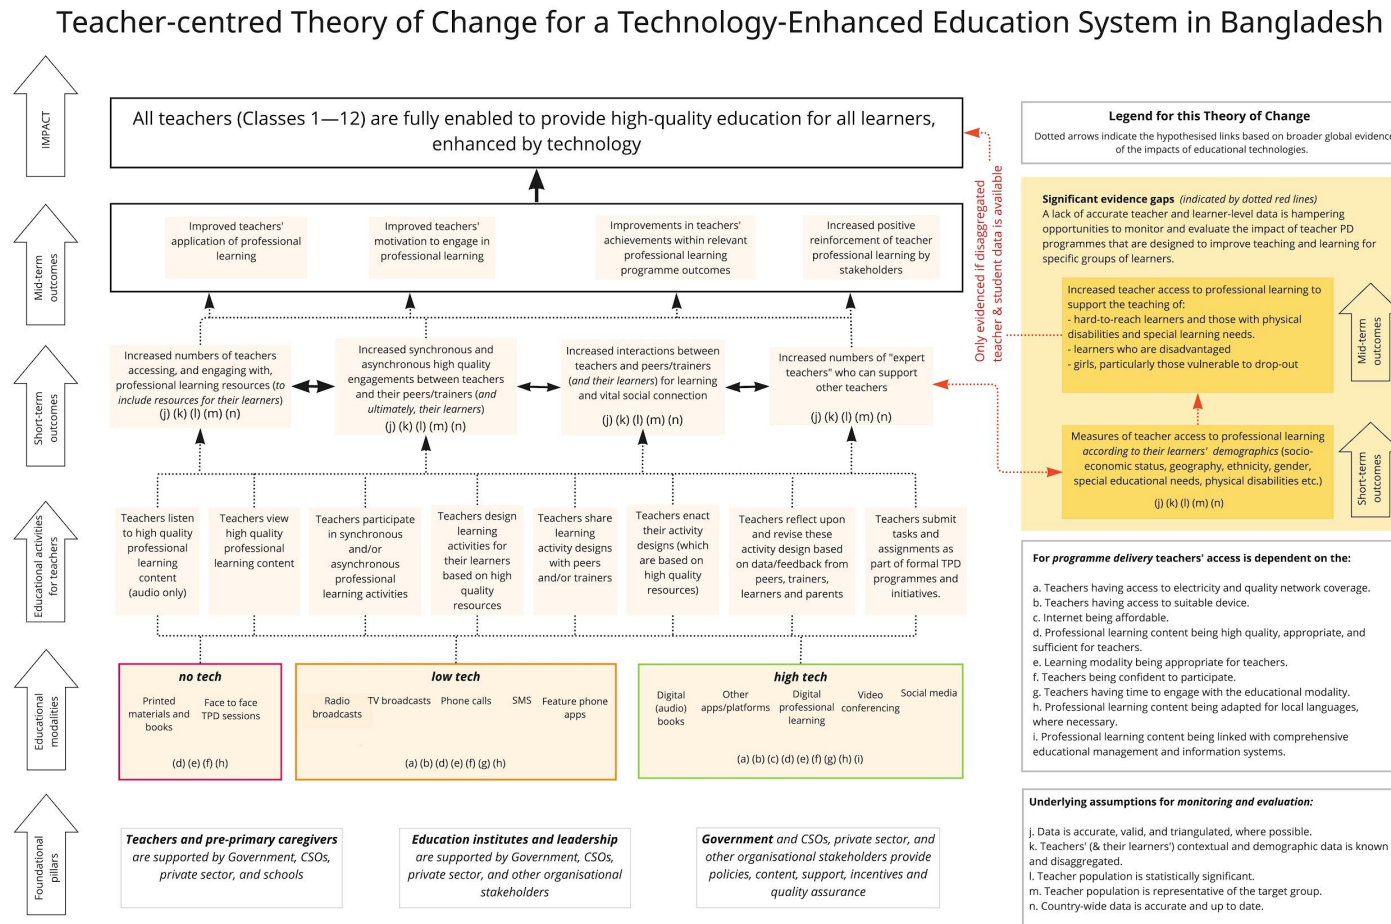 Teacher-centred Theory of Change for a Technology-Enhanced Education System in Bangladesh
IMPACT
All teachers (Classes 1—12) are fully enabled to provide high-quality education for all learners,
enhanced by technology
Mid-term
outcomes
Improved teachers'
application of professional
learning
Improved teachers'
motivation to engage in
professional learning
Improvements in teachers'
achievements within relevant
professional learning
programme outcomes
Increased positive
reinforcement of teacher
professional learning by
stakeholders
Short-term
outcomes
Increased numbers of teachers
accessing, and engaging with,
professional learning resources (to
include resources for their learners)
(j) (k) (l) (m) (n)
Increased synchronous and
asynchronous high quality
engagements between teachers
and their peers/trainers (and
ultimately, their learners)
(j) (k) (l) (m) (n)
Increased interactions between
teachers and peers/trainers
(and their learners) for learning
and vital social connection
(j) (k) (l) (m) (n)
Increased numbers of "expert
teachers" who can support
other teachers
(j) (k) (l) (m) (n)
Educational activities
for teachers
Teachers listen
to high quality
professional
learning
content
(audio only)
Teachers view
high quality
professional
learning content
Teachers participate
in synchronous
and/or
asynchronous
professional
learning activities
Teachers design
learning
activities for
their learners
based on high
quality
resources
Teachers share
learning
activity designs
with peers
and/or trainers
Teachers enact
their activity
designs (which
are based on
high quality
resources)
Teachers reflect upon
and revise these
activity design based
on data/feedback from
peers, trainers,
learners and parents
Teachers submit
tasks and
assignments as
part of formal TPD
programmes and
initiatives.
Educational
modalities
no tech
Printed
materials and
books
Face to face
TPD sessions
(d) (e) (f) (h)
low tech
Radio
broadcasts
TV broadcasts
Phone calls
SMS
Feature phone
apps
(a) (b) (d) (e) (f) (g) (h)
high tech
Digital
(audio)
books
Other
apps/platforms
Digital
professional
learning
Video
conferencing
Social media
(a) (b) (c) (d) (e) (f) (g) (h) (i)
Foundational
pillars
Teachers and pre-primary caregivers
are supported by Government, CSOs,
private sector, and schools
Education institutes and leadership
are supported by Government, CSOs,
private sector, and other organisational
stakeholders
Government and CSOs, private sector, and
other organisational stakeholders provide
policies, content, support, incentives and
quality assurance
Only evidenced if disaggregated
teacher & student data is available
Legend for this Theory of Change
Dotted arrows indicate the hypothesised links based on broader global evidence
of the impacts of educational technologies.
Significant evidence gaps (indicated by dotted red lines)
A lack of accurate teacher and learner-level data is hampering
opportunities to monitor and evaluate the impact of teacher PD
programmes that are designed to improve teaching and learning for
specific groups of learners.
Increased teacher access to professional learning to
support the teaching of:
- hard-to-reach learners and those with physical
disabilities and special learning needs.
- learners who are disadvantaged
- girls, particularly those vulnerable to drop-out
Mid-term
outcomes
Measures of teacher access to professional learning
according to their learners' demographics (socio-
economic status, geography, ethnicity, gender,
special educational needs, physical disabilities etc.)
(j) (k) (l) (m) (n)
Short-term
outcomes
For programme delivery teachers' access is dependent on the:
a. Teachers having access to electricity and quality network coverage.
b. Teachers having access to suitable device.
c. Internet being affordable.
d. Professional learning content being high quality, appropriate, and
sufficient for teachers.
e. Learning modality being appropriate for teachers.
f. Teachers being confident to participate.
g. Teachers having time to engage with the educational modality.
h. Professional learning content being adapted for local languages,
where necessary.
i. Professional learning content being linked with comprehensive
educational management and information systems.
Underlying assumptions for monitoring and evaluation:
j. Data is accurate, valid, and triangulated, where possible.
k. Teachers' (& their learners') contextual and demographic data is known
and disaggregated.
l. Teacher population is statistically significant.
m. Teacher population is representative of the target group.
n. Country-wide data is accurate and up to date.